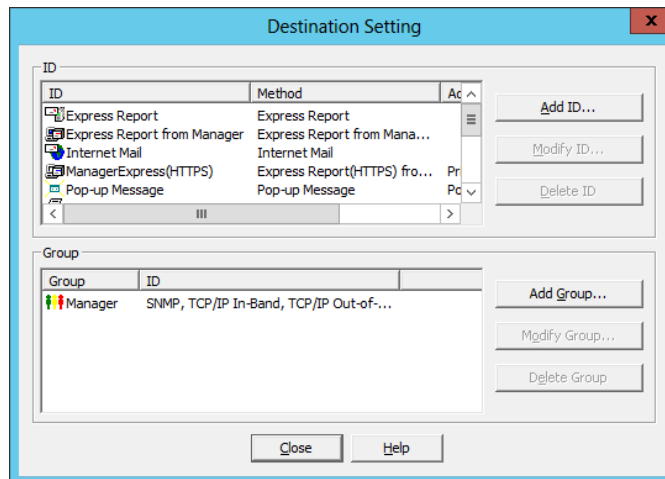 Destination Setting
x
ID
ID Method Ad
Express Report Express Report
Express Report from Manager Express Report from Mana...
Internet Mail Internet Mail
ManagerExpress(HTTPS) Express Report(HTTPS) fro... Pr
Pop-up Message Pop-up Message Po
Add ID...
Modify ID...
Delete ID
Group
Group ID
Manager SNMP, TCP/IP In-Band, TCP/IP Out-of-...
Add Group...
Modify Group...
Delete Group
Close Help